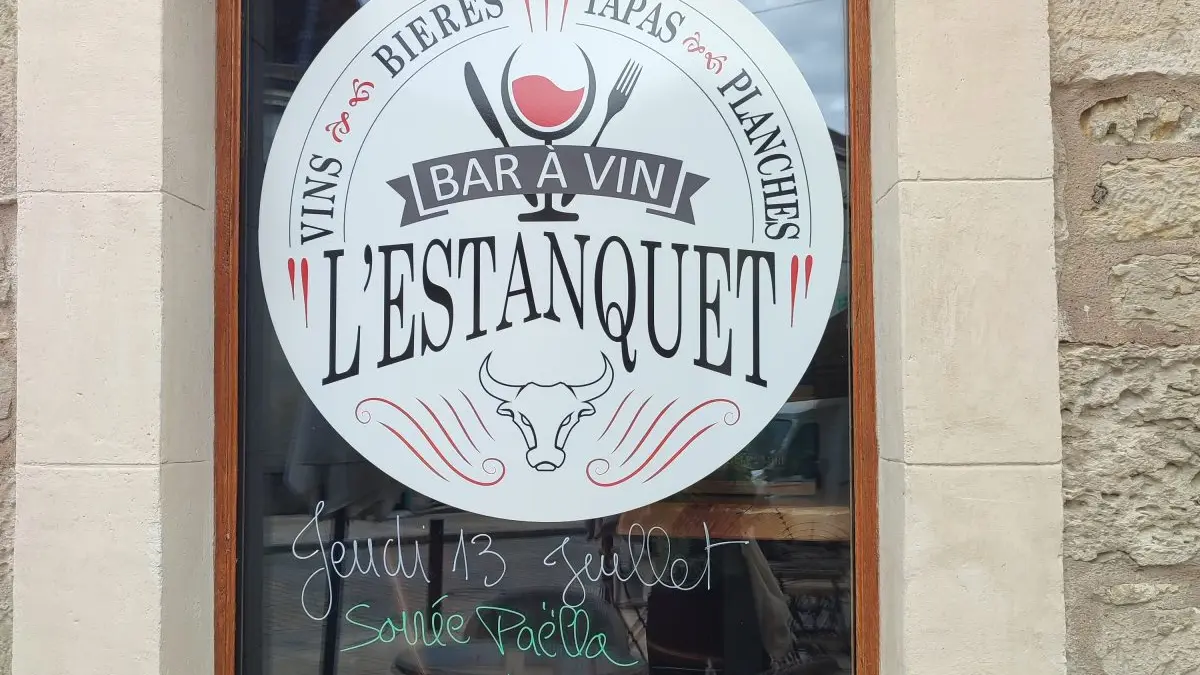 VINS BIERES TAPAS PLANCHES
BAR À VIN
"L'ESTANQUET"
Jeudi 13 Juillet
Soirée Paëlla